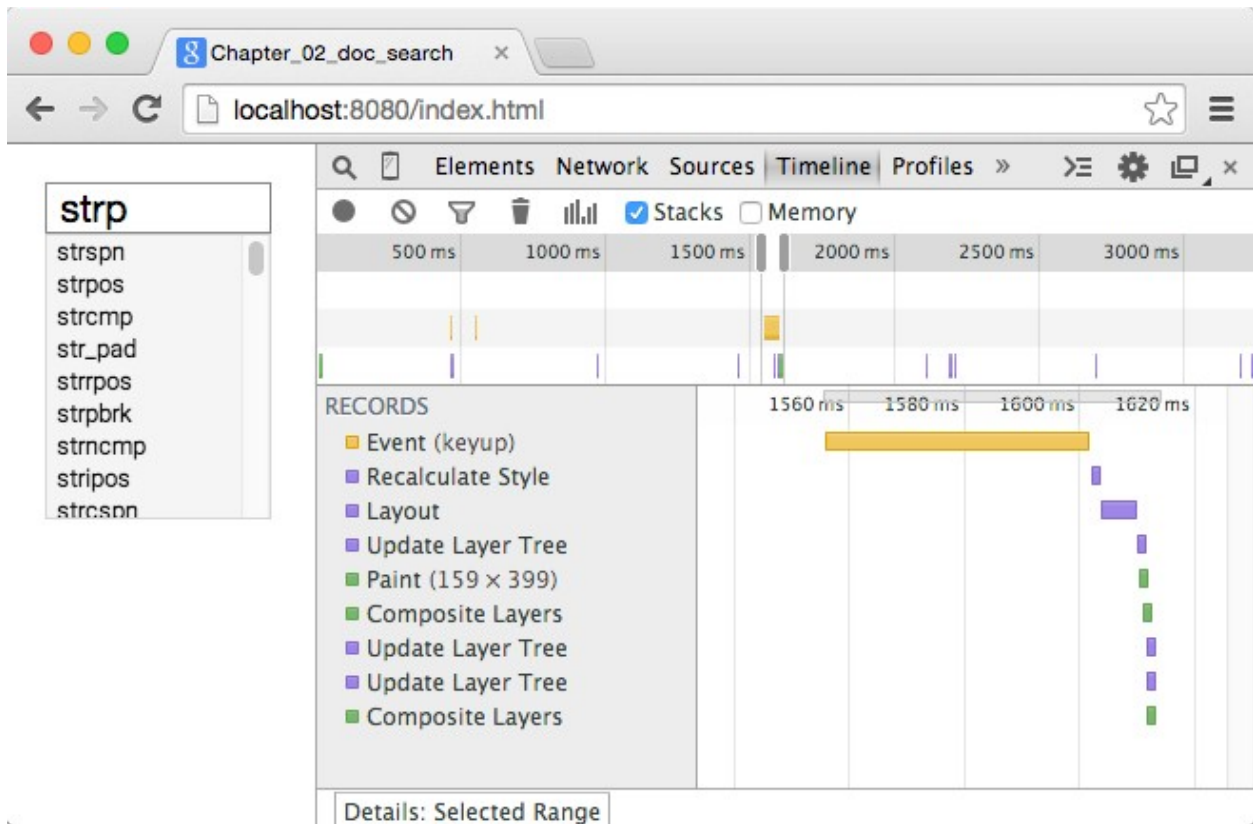 Chapter_02_doc_search
localhost:8080/index.html
strp
strspn
strpos
strcmp
str_pad
strrpos
strpbrk
strncmp
stripos
strcspn
Elements Network Sources Timeline Profiles »
Stacks Memory
500 ms 1000 ms 1500 ms 2000 ms 2500 ms 3000 ms
RECORDS 1560 ms 1580 ms 1600 ms 1620 ms
Event (keyup)
Recalculate Style
Layout
Update Layer Tree
Paint (159 × 399)
Composite Layers
Update Layer Tree
Update Layer Tree
Composite Layers
Details: Selected Range